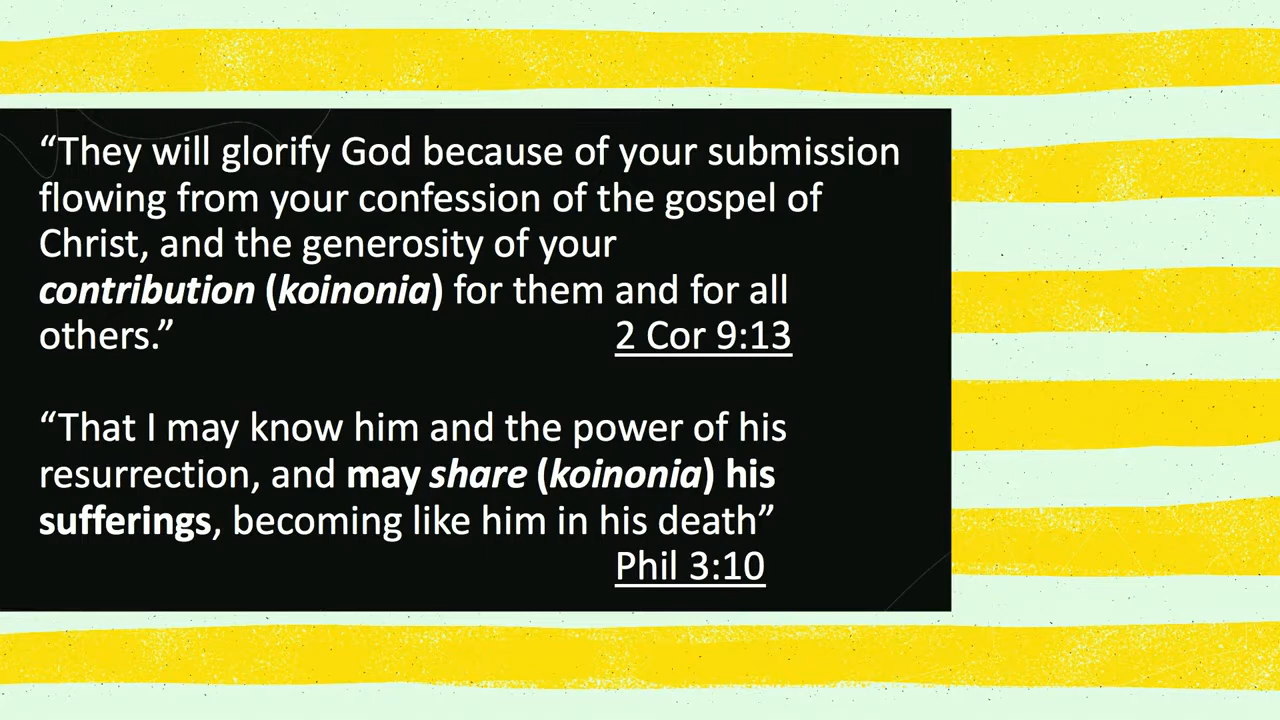 “They will glorify God because of your submission
flowing from your confession of the gospel of
Christ, and the generosity of your
contribution (koinonia) for them and for all
others.” 2 Cor 9:13
“That I may know him and the power of his
resurrection, and may share (koinonia) his
sufferings, becoming like him in his death”
Phil 3:10